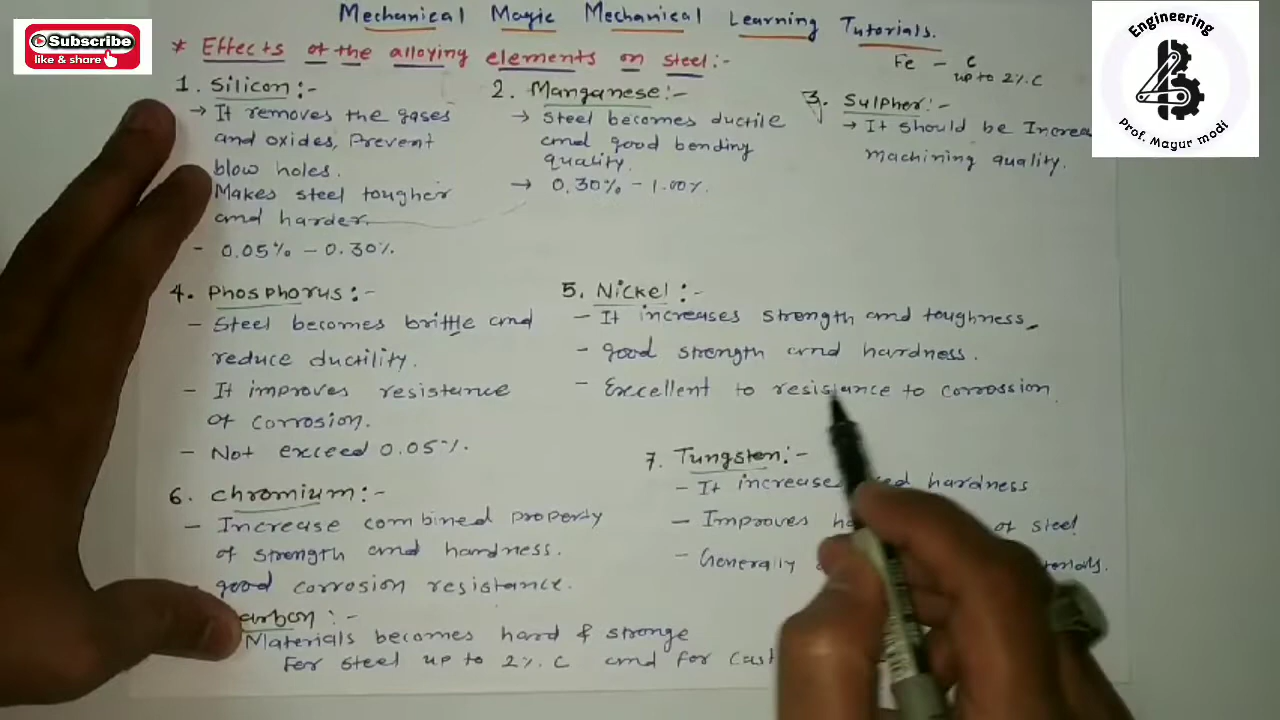 Mechanical Magic Mechanical Learning Tutorials.
Subscribe
like & share
Engineering
Prof. Mayur modi
* Effects of the alloying elements on steel:-
Fe - C
up to 2%.C
1. Silicon :-
→ It removes the gases
and oxides, Prevent
blow holes.
Makes steel tougher
and harder.
- 0.05% - 0.30%.
2. Manganese :-
→ Steel becomes ductile
and good bending
quality.
→ 0.30% - 1.00%.
3. Sulpher:-
→ It should be Increa
machining quality.
4. Phosphorus:-
- Steel becomes brittle and
reduce ductility.
- It improves resistance
of corrosion.
- Not exceed 0.05%.
5. Nickel :-
- It increases strength and toughness.
- good strength and hardness.
- Excellent to resistance to corrossion.
6. chromium :-
- Increase combined property
of strength and hardness.
good corrosion resistance.
7. Tungsten:-
- It increase hardness
- Improves of steel
- Generally
arbon :-
Materials becomes hard & stronge
For steel up to 2%.C and for cast